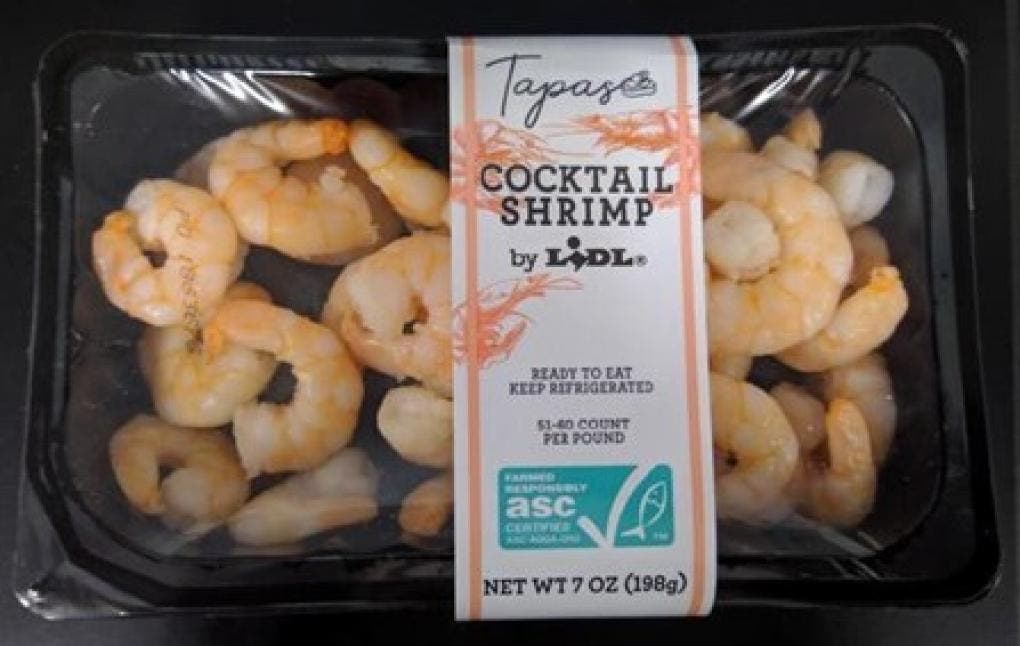 Tapas
COCKTAIL
SHRIMP
by LIDL®
READY TO EAT
KEEP REFRIGERATED
51-60 COUNT
PER POUND
FARMED
RESPONSIBLY
asc
CERTIFIED
TM
NET WT 7 OZ (198g)